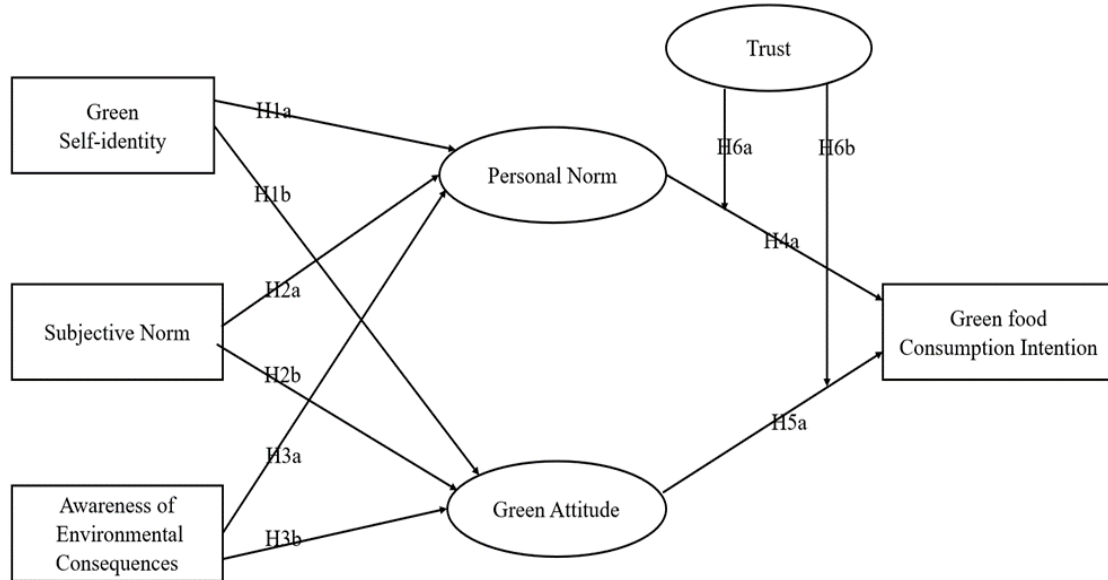 Trust
Green
Self-identity
H1a
H6a
H6b
Personal Norm
H1b
H4a
H2a
Subjective Norm
Green food
Consumption Intention
H2b
H5a
H3a
Awareness of
Environmental
Consequences
Green Attitude
H3b